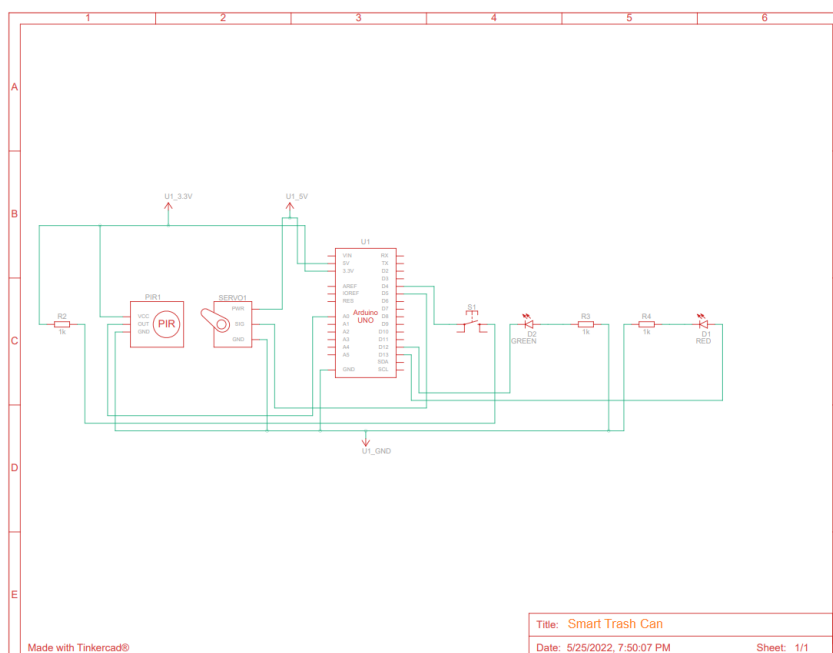 1 2 3 4 5 6
A
B
C
D
E
U1_3.3V
U1_5V
U1
VIN
5V
3.3V
AREF
IOREF
RES
A0
A1
A2
A3
A4
A5
GND
RX
TX
D2
D3
D4
D5
D6
D7
D8
D9
D10
D11
D12
D13
SDA
SCL
Arduino
UNO
R2
1k
PIR1
VCC
OUT
GND
PIR
SERVO1
PWR
SIG
GND
S1
D2
GREEN
R3
1k
R4
1k
D1
RED
U1_GND
Title: Smart Trash Can
Made with Tinkercad®
Date: 5/25/2022, 7:50:07 PM Sheet: 1/1